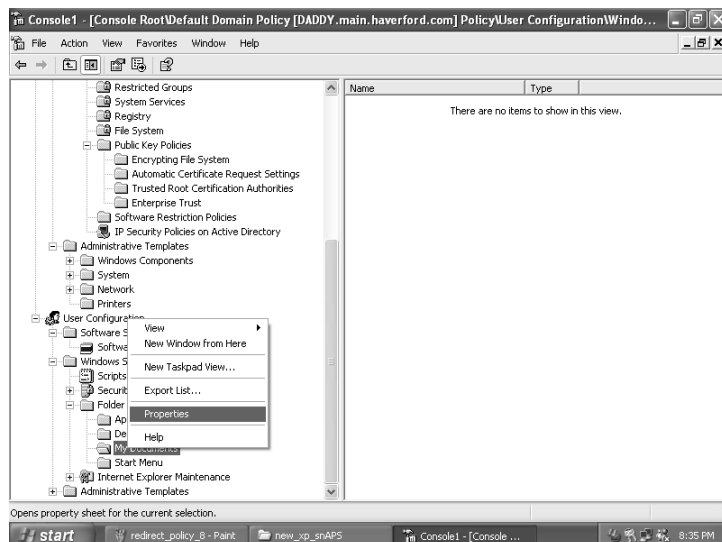 Console1 - [Console Root\Default Domain Policy [DADDY.main.haverford.com] Policy\User Configuration\Windo...
File Action View Favorites Window Help
Name Type
There are no items to show in this view.
Restricted Groups
System Services
Registry
File System
Public Key Policies
Encrypting File System
Automatic Certificate Request Settings
Trusted Root Certification Authorities
Enterprise Trust
Software Restriction Policies
IP Security Policies on Active Directory
Administrative Templates
Windows Components
System
Network
Printers
User Configuration
Software S
Softwa
Windows S
Scripts
Securit
Folder
Ap
De
My Documents
Start Menu
Internet Explorer Maintenance
Administrative Templates
View
New Window from Here
New Taskpad View...
Export List...
Properties
Help
Opens property sheet for the current selection.
start redirect_policy_8 - Paint new_xp_snAPS Console1 - [Console ... 8:35 PM